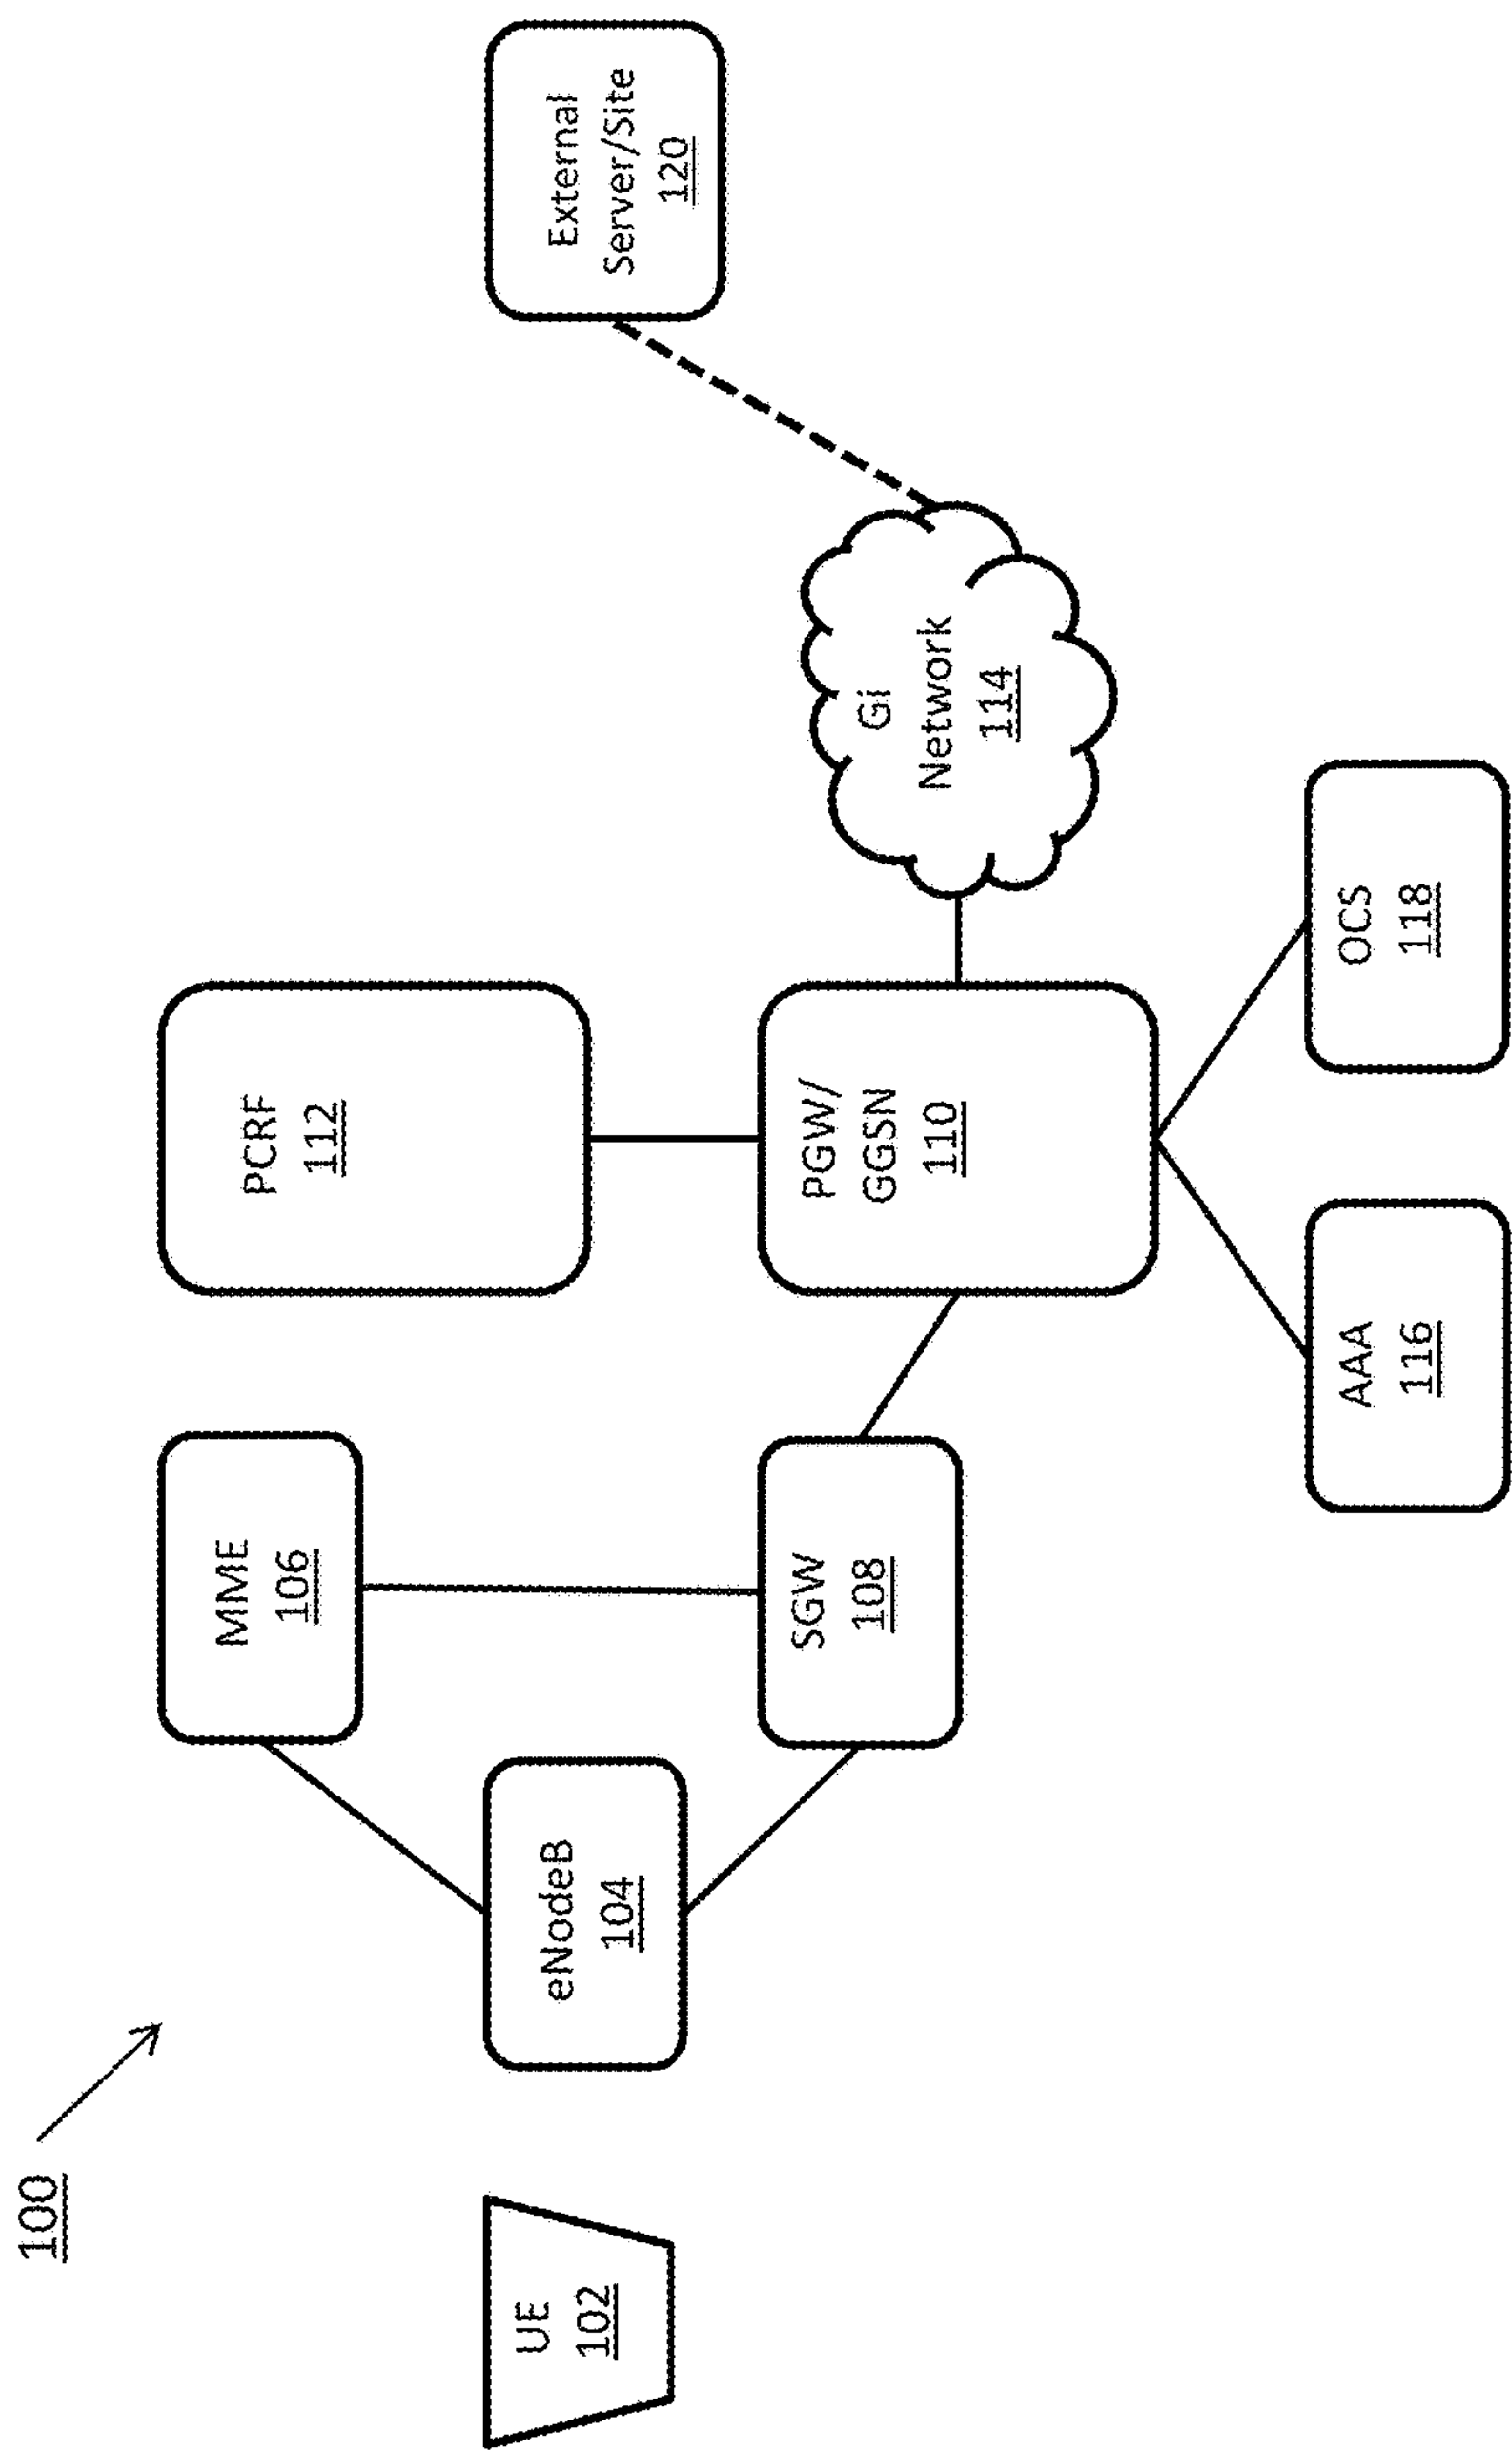 100
UE
102
eNodeB
104
MME
106
SGW
108
PCRF
112
PGW/
GGSN
110
AAA
116
OCS
118
Gi
Network
114
External
Server/Site
120